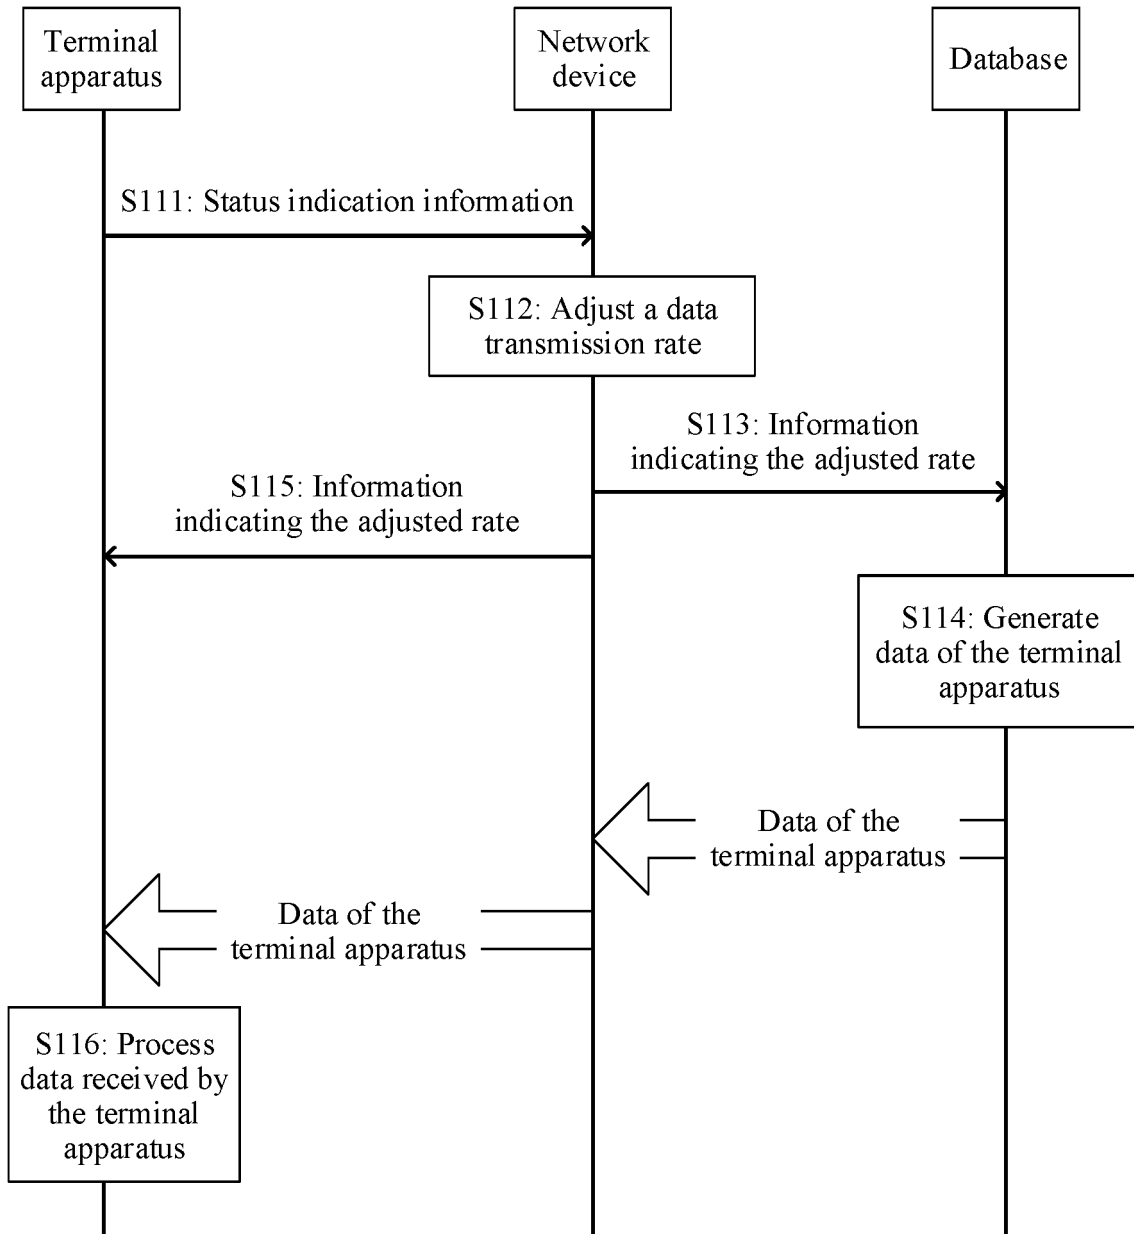 Terminal
apparatus
Network
device
Database
S111: Status indication information
S112: Adjust a data
transmission rate
S113: Information
indicating the adjusted rate
S115: Information
indicating the adjusted rate
S114: Generate
data of the terminal
apparatus
Data of the
terminal apparatus
Data of the
terminal apparatus
S116: Process
data received by
the terminal
apparatus